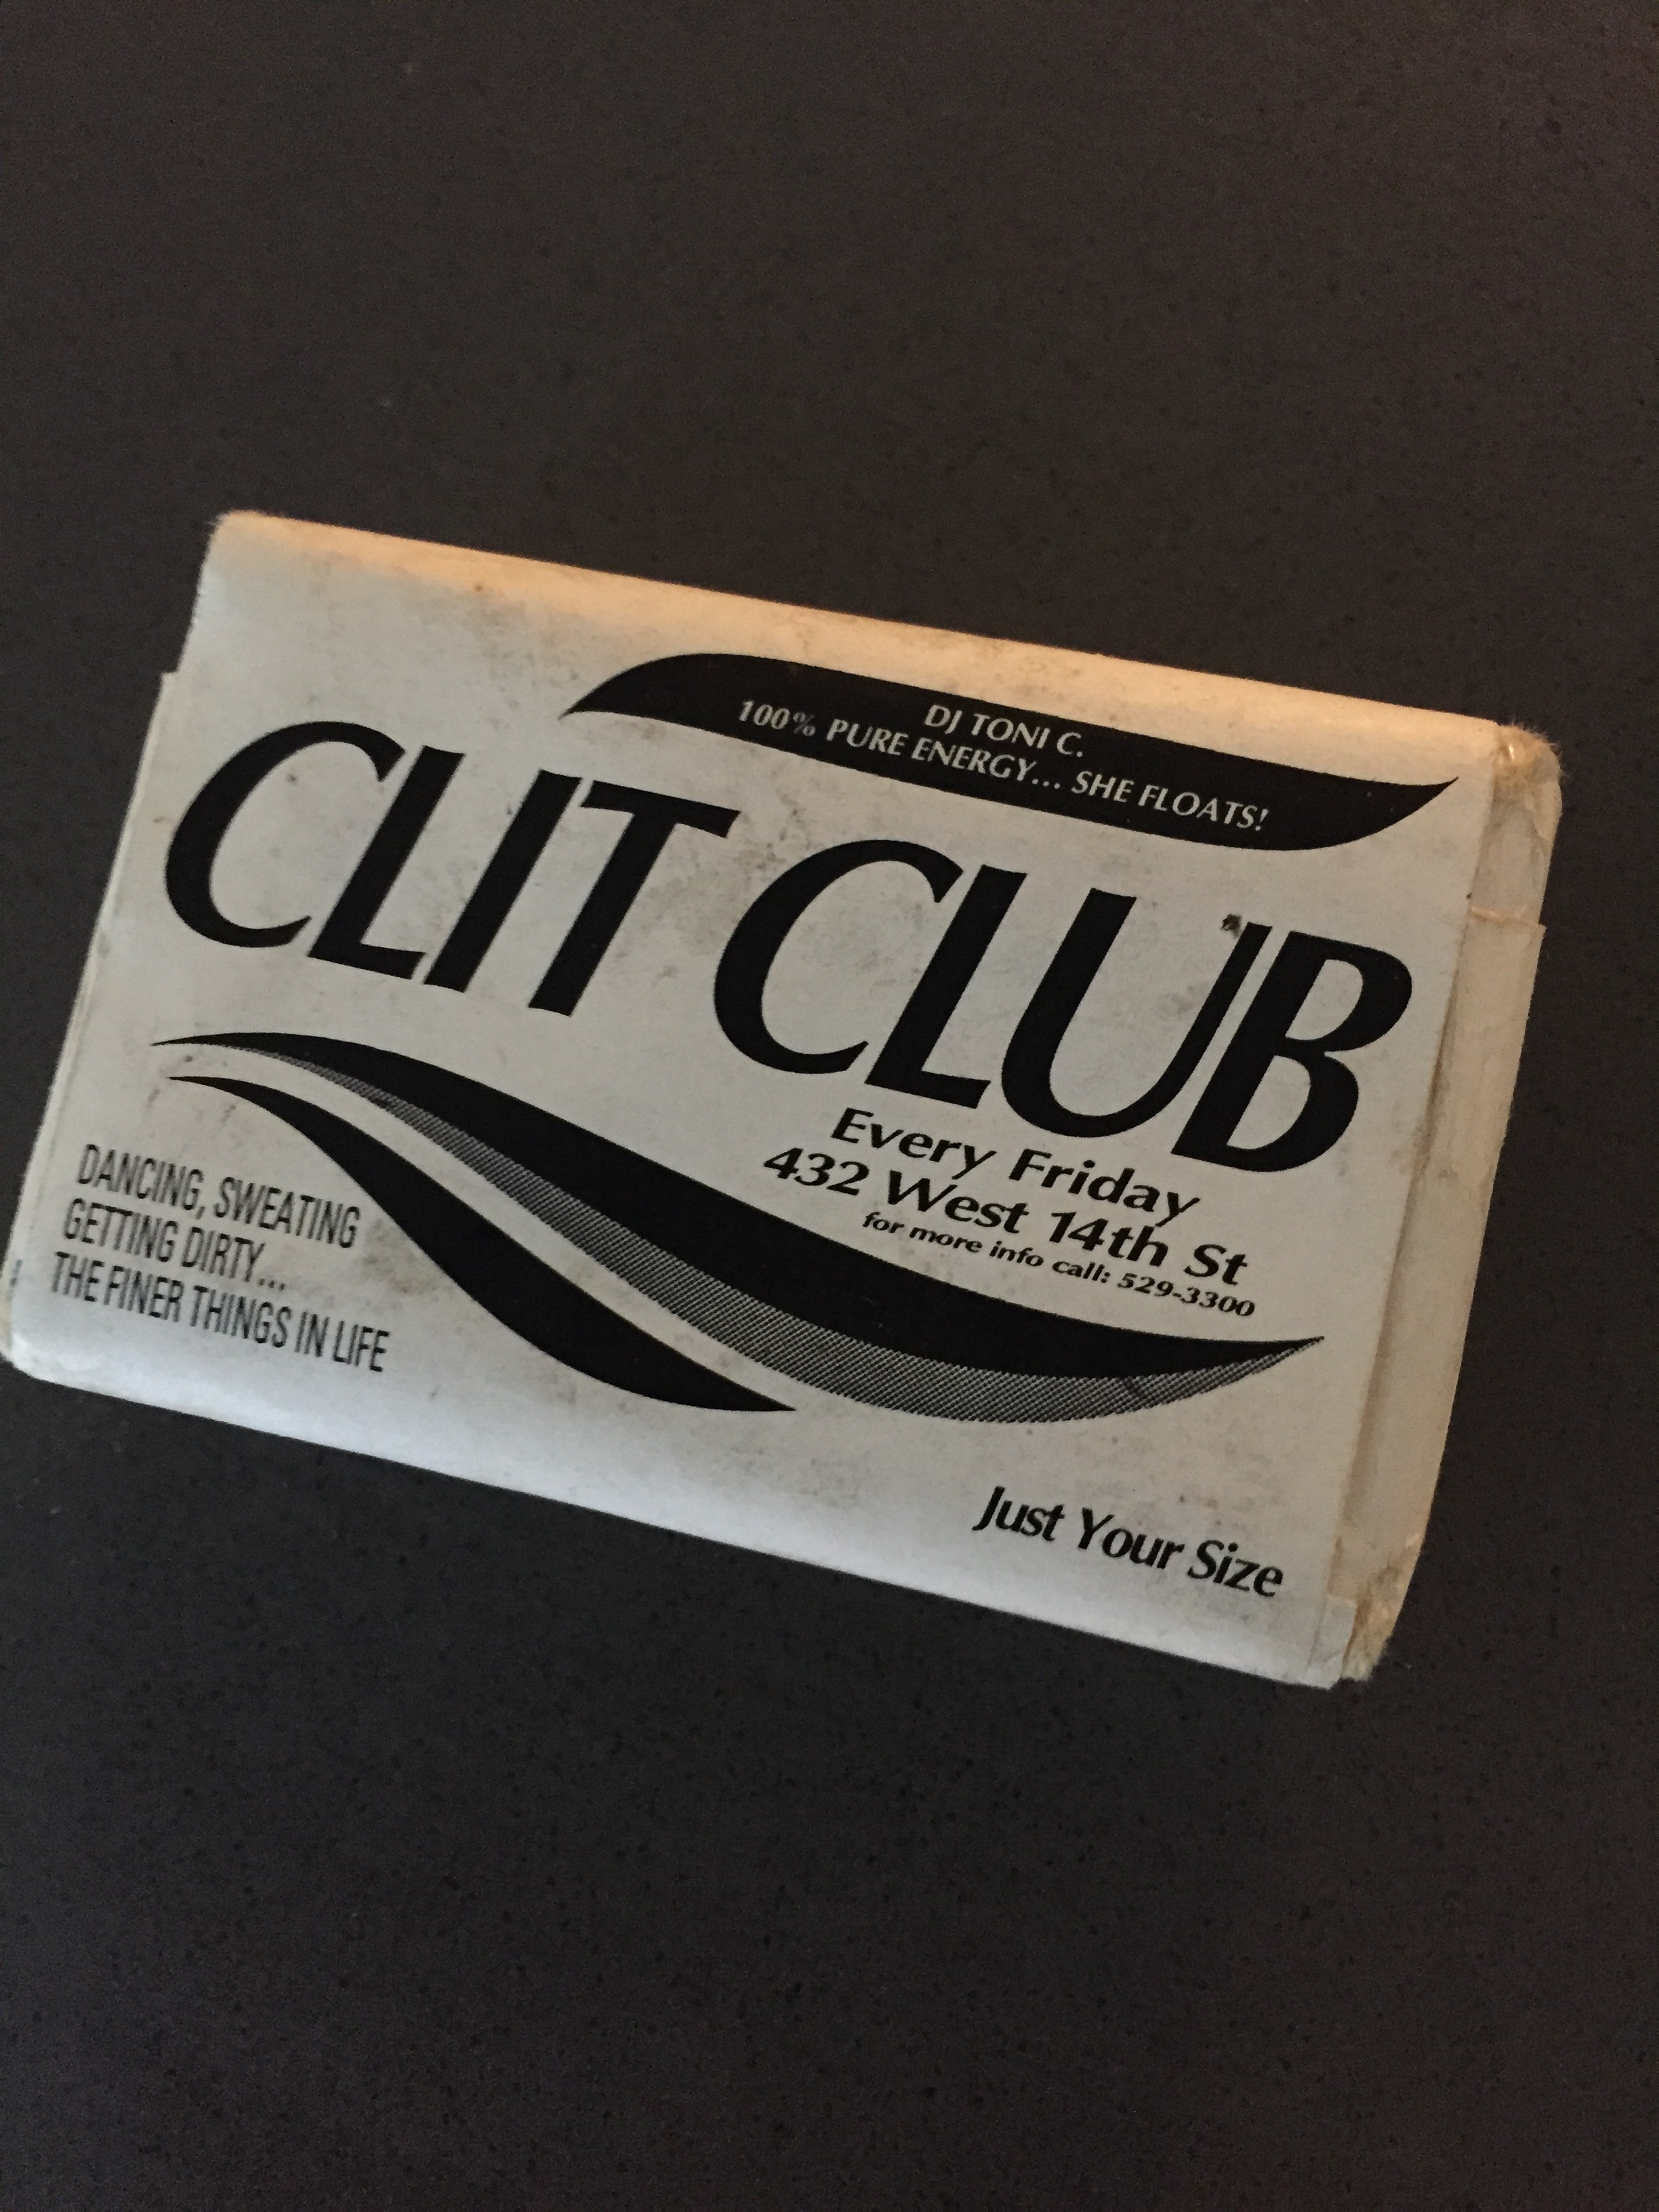 DJ TONI C.
100% PURE ENERGY... SHE FLOATS!
CLIT CLUB
Every Friday
432 West 14th St
for more info call: 529-3300
DANCING, SWEATING
GETTING DIRTY...
THE FINER THINGS IN LIFE
Just Your Size